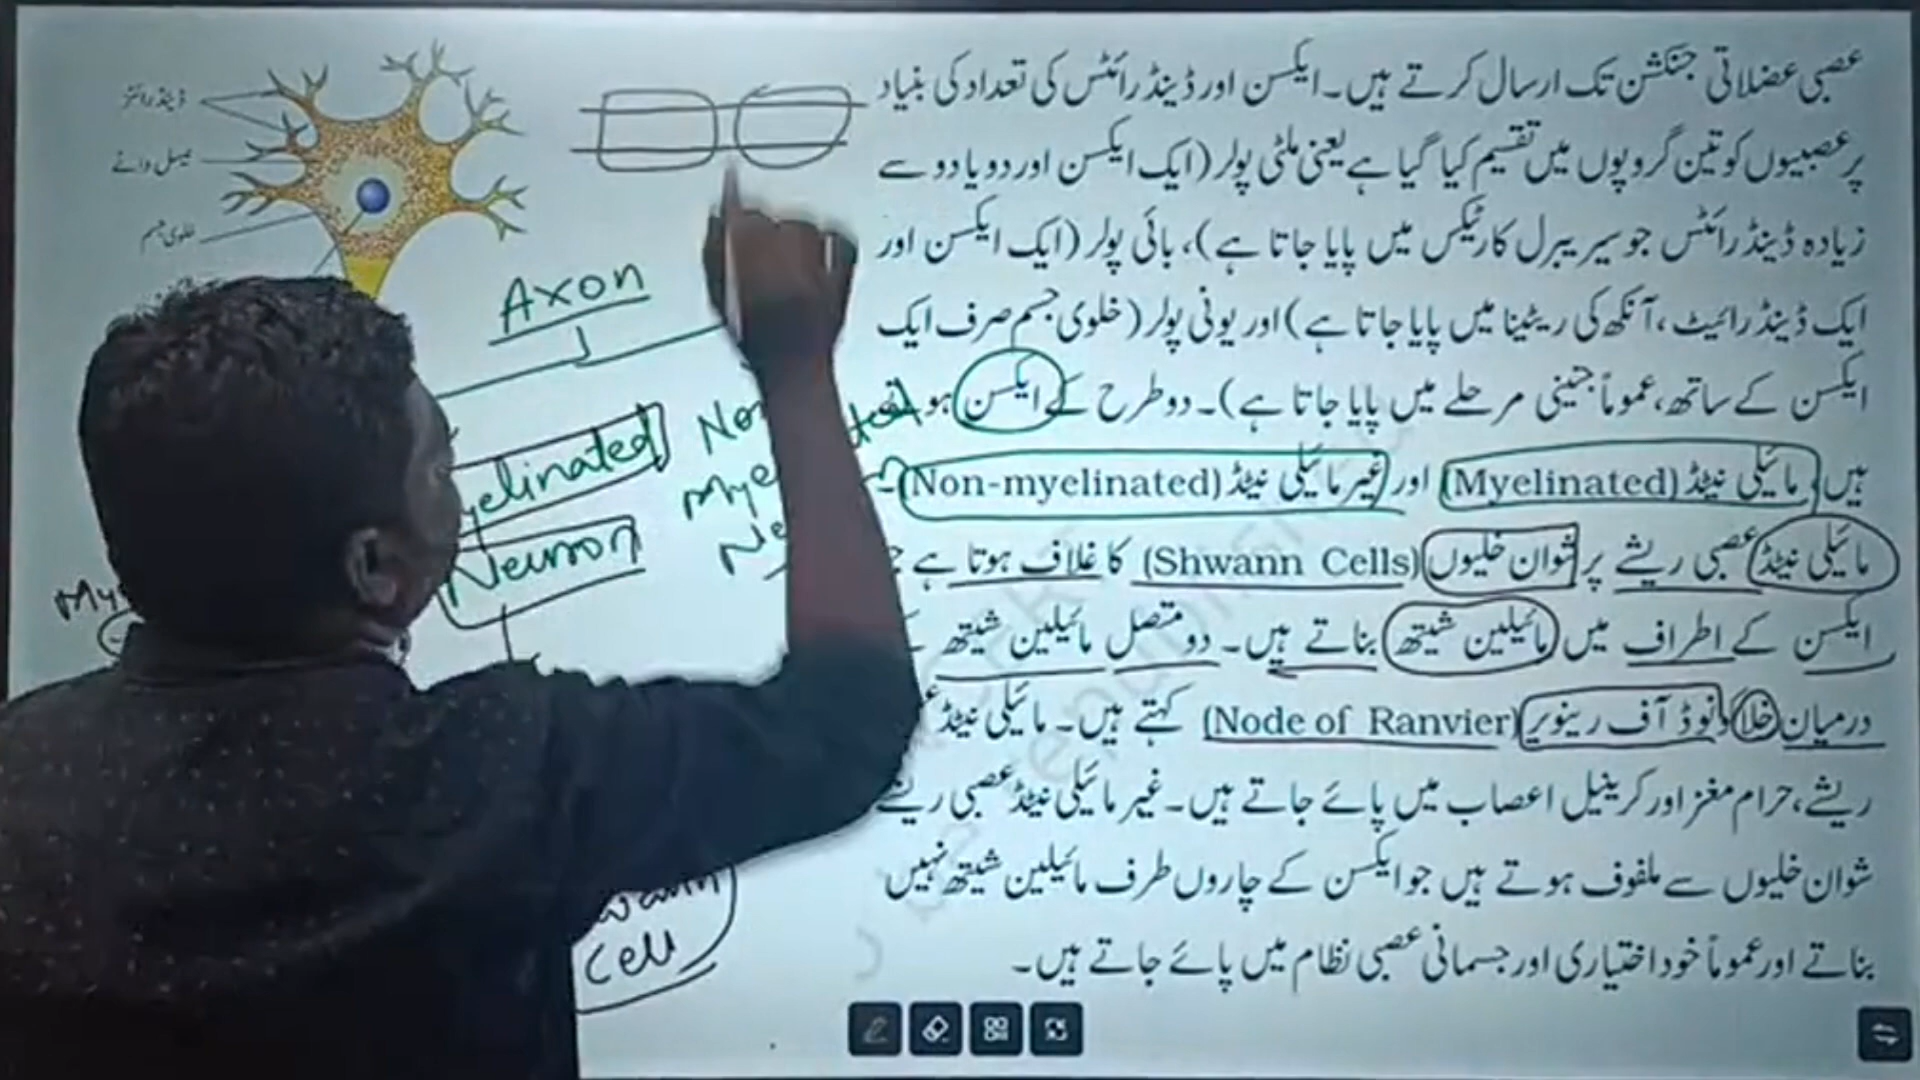 عصبی عضلاتی جنکشن تک ارسال کرتے ہیں۔ ایکسن اور ڈینڈرائٹس کی تعداد کی بنیاد
پر عصبیوں کو تین گروپوں میں تقسیم کیا گیا ہے یعنی ملٹی پولر (ایک ایکسن اور دو یا دو سے
زیادہ ڈینڈرائٹس جو سیریبرل کارٹیکس میں پایا جاتا ہے)، بائی پولر (ایک ایکسن اور
ایک ڈینڈرائیٹ، آنکھ کی ریٹینا میں پایا جاتا ہے) اور یونی پولر (خلوی جسم صرف ایک
ایکسن کے ساتھ، عموماً جنینی مرحلے میں پایا جاتا ہے)۔ دو طرح کے ایکسن ہوتے
ہیں، مائیلی نیٹڈ (Myelinated) اور غیر مائیلی نیٹڈ (Non-myelinated)۔
مائیلی نیٹڈ عصبی ریشے پر شوان خلیوں (Shwann Cells) کا غلاف ہوتا ہے
ایکسن کے اطراف میں مائیلین شیتھ بناتے ہیں۔ دو متصل مائیلین شیتھ
درمیان خلا نوڈ آف رینویر (Node of Ranvier) کہتے ہیں۔ مائیلی نیٹڈ
ریشے، حرام مغز اور کرینیل اعصاب میں پائے جاتے ہیں۔ غیر مائیلی نیٹڈ عصبی ریشے
شوان خلیوں سے ملفوف ہوتے ہیں جو ایکسن کے چاروں طرف مائیلین شیتھ نہیں
بناتے اور عموماً خود اختیاری اور جسمانی عصبی نظام میں پائے جاتے ہیں۔
ڈینڈرائٹز
نیسل دانے
خلوی جسم
Axon
Neuron
Cell